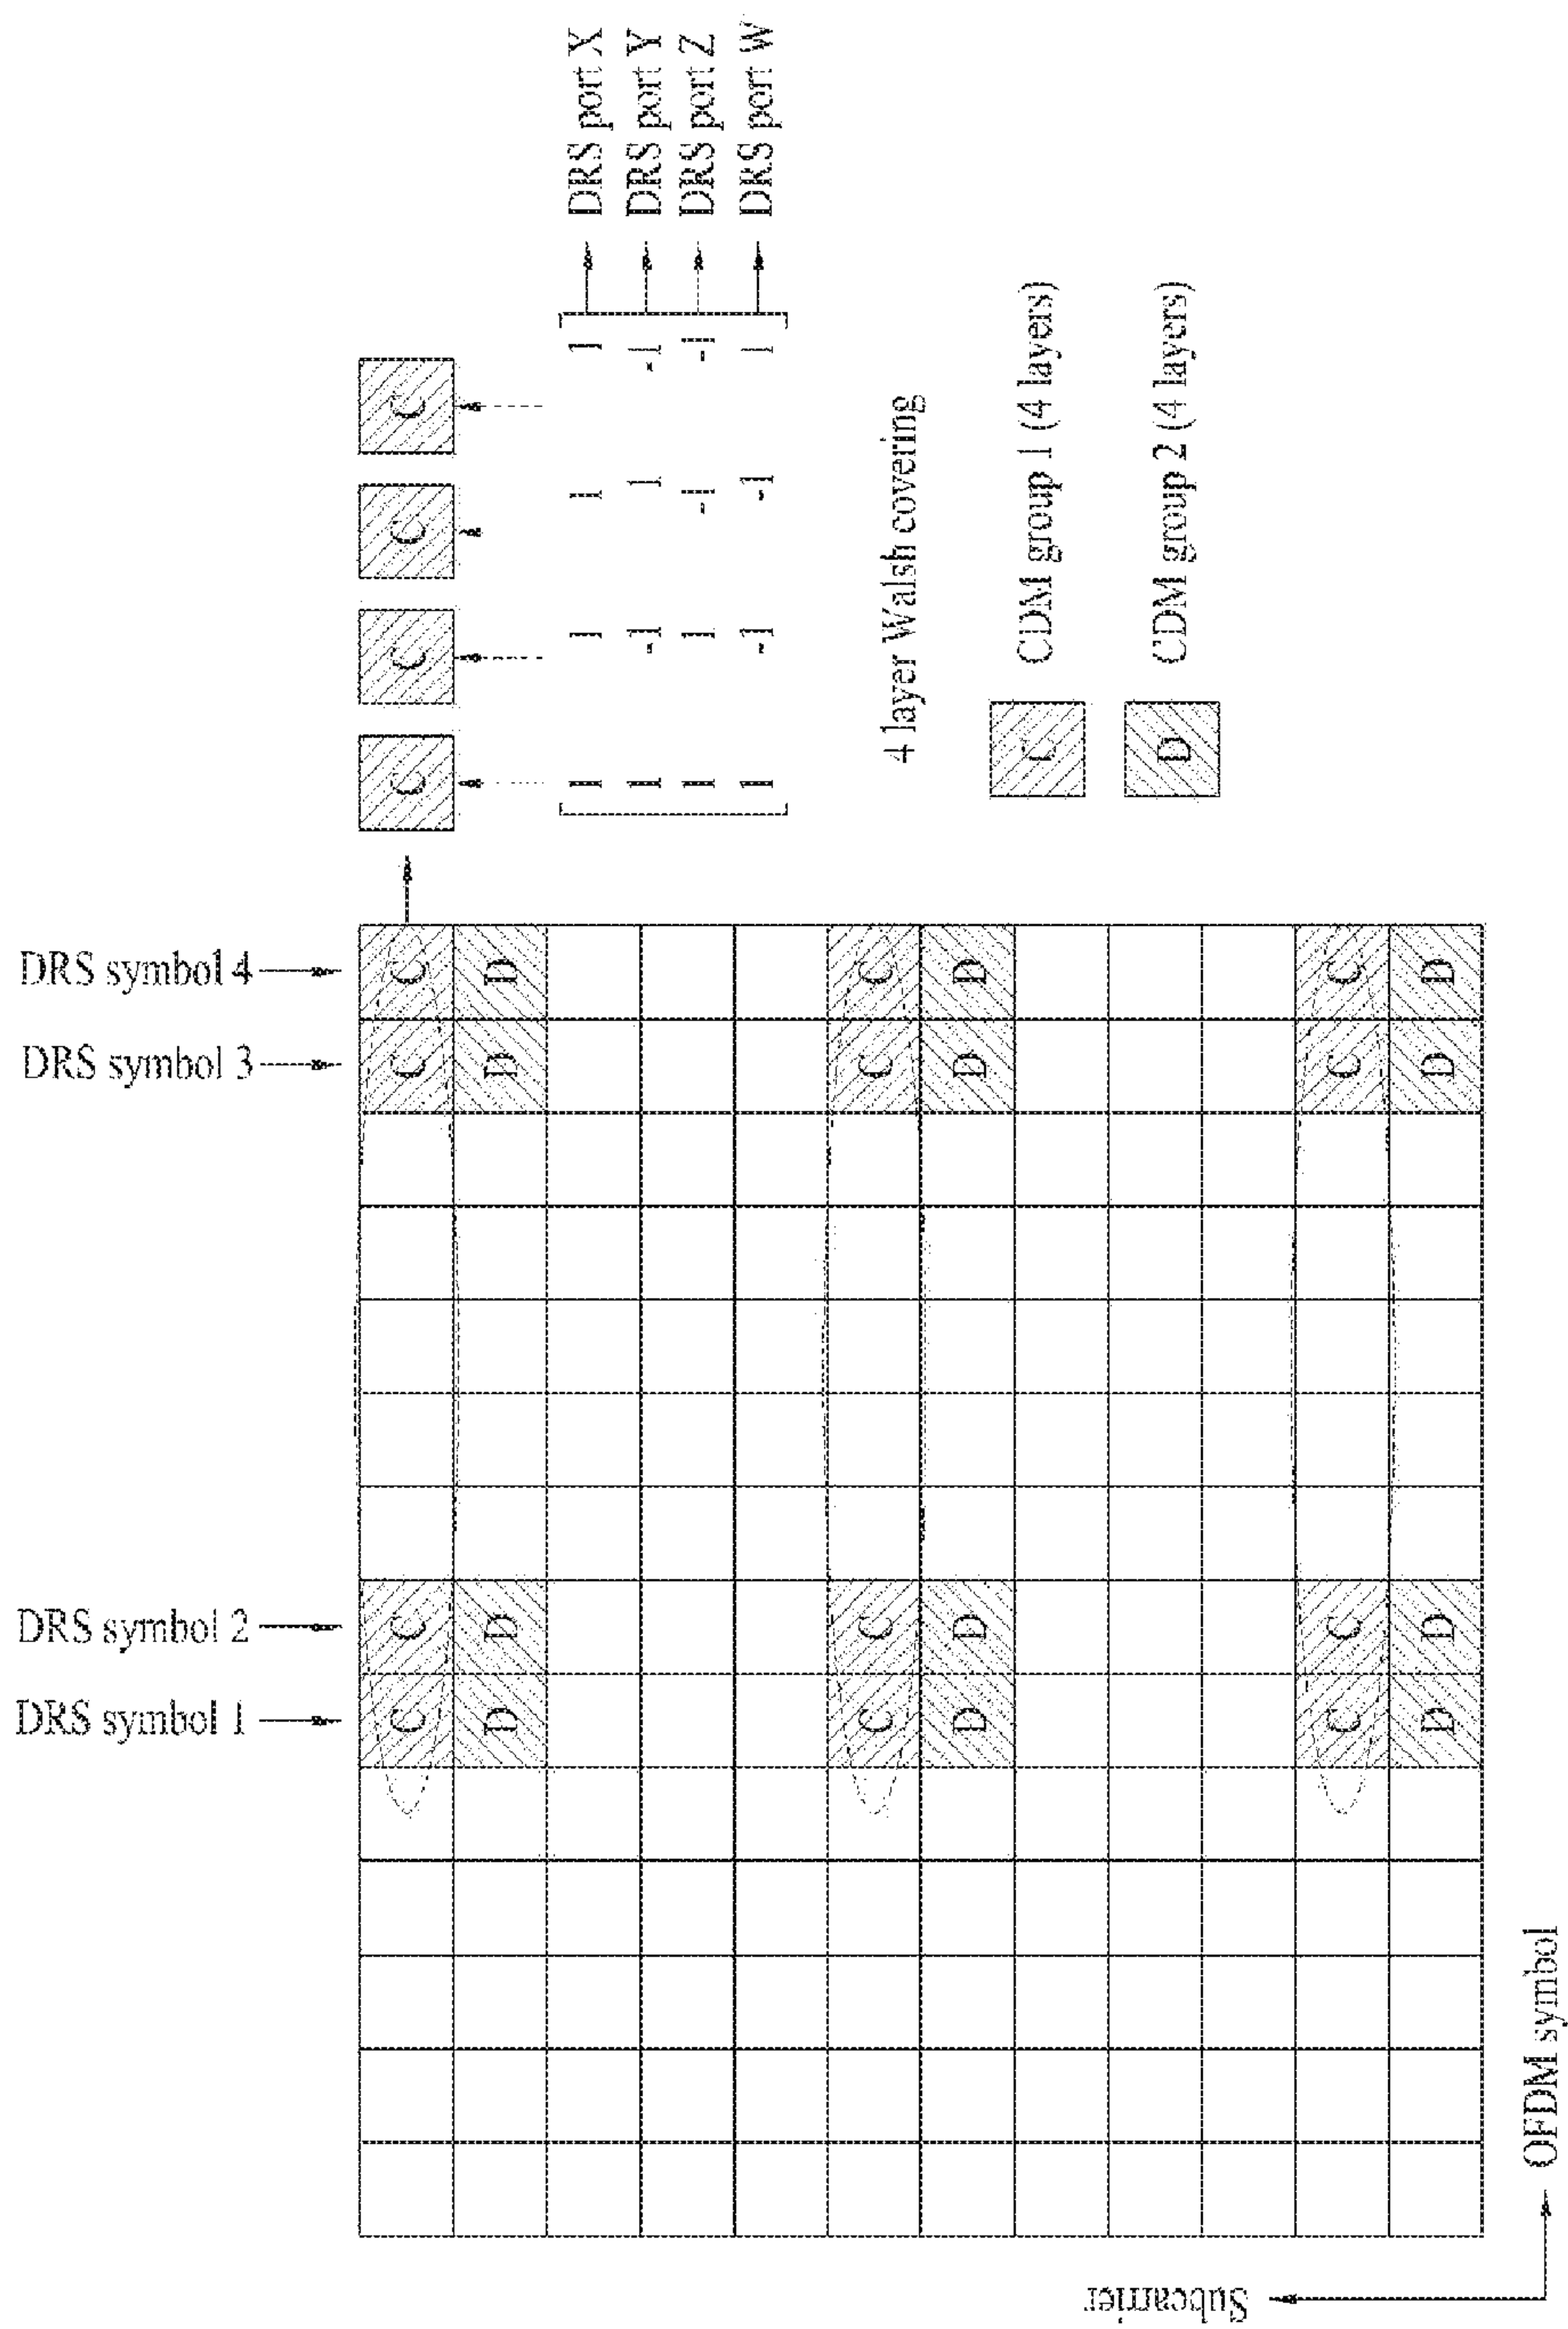 DRS symbol 1
DRS symbol 2
DRS symbol 3
DRS symbol 4
C C C C
C C C C
D D D D
1 1 1 1 DRS port X
1 -1 1 -1 DRS port Y
1 1 -1 -1 DRS port Z
1 -1 -1 1 DRS port W
4 layer Walsh covering
C C C C
D D D D
C CDM group 1 (4 layers)
D CDM group 2 (4 layers)
C C C C
D D D D
Subcarrier
OFDM symbol